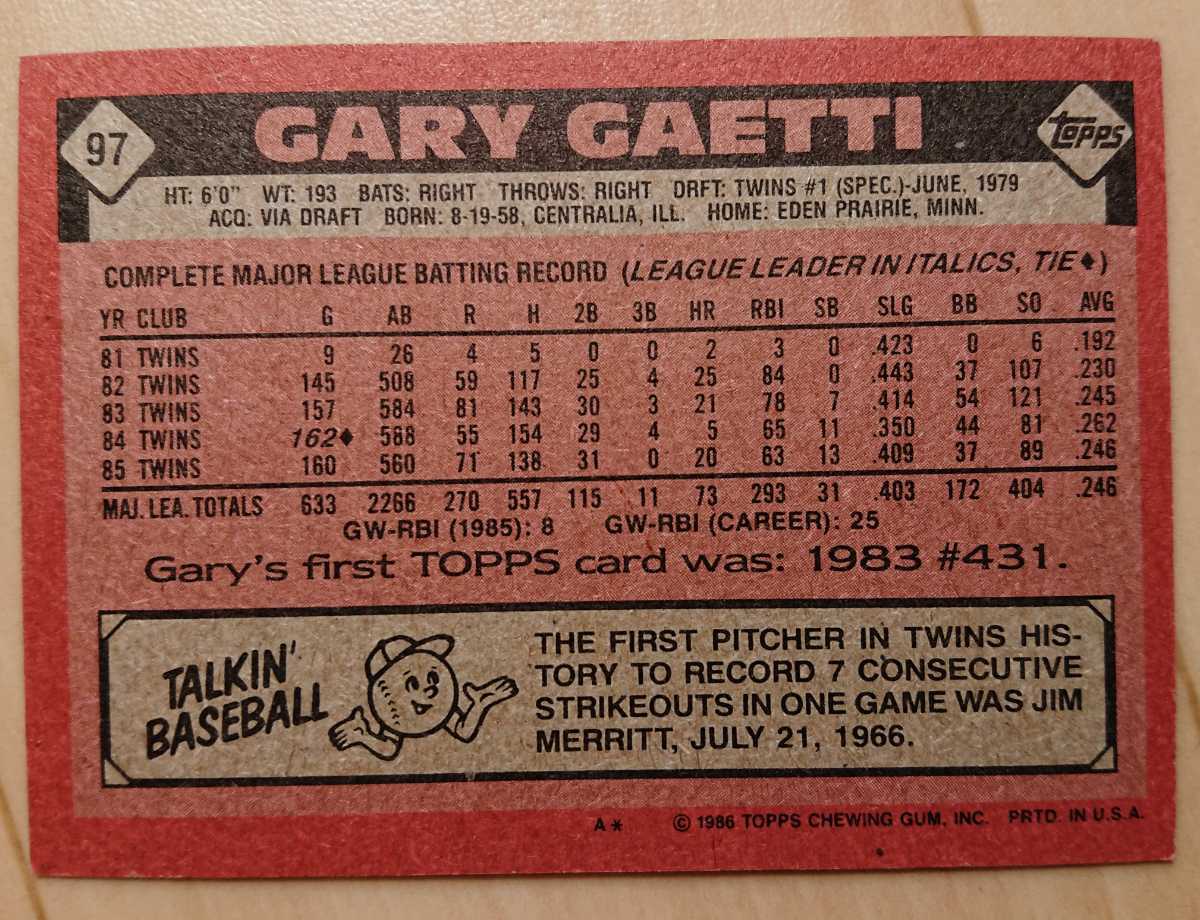 97
GARY GAETTI
TOPPS
HT: 6'0" WT: 193 BATS: RIGHT THROWS: RIGHT DRFT: TWINS #1 (SPEC.)-JUNE, 1979
ACQ: VIA DRAFT BORN: 8-19-58, CENTRALIA, ILL. HOME: EDEN PRAIRIE, MINN.
COMPLETE MAJOR LEAGUE BATTING RECORD (LEAGUE LEADER IN ITALICS, TIE♦)
YR CLUB G AB R H 2B 3B HR RBI SB SLG BB SO AVG
81 TWINS 9 26 4 5 0 0 2 3 0 .423 0 6 .192
82 TWINS 145 508 59 117 25 4 25 84 0 .443 37 107 .230
83 TWINS 157 584 81 143 30 3 21 78 7 .414 54 121 .245
84 TWINS 162♦ 588 55 154 29 4 5 65 11 .350 44 81 .262
85 TWINS 160 560 71 138 31 0 20 63 13 .409 37 89 .246
MAJ. LEA. TOTALS 633 2266 270 557 115 11 73 293 31 .403 172 404 .246
GW-RBI (1985): 8 GW-RBI (CAREER): 25
Gary's first TOPPS card was: 1983 #431.
TALKIN'
BASEBALL
THE FIRST PITCHER IN TWINS HIS-
TORY TO RECORD 7 CONSECUTIVE
STRIKEOUTS IN ONE GAME WAS JIM
MERRITT, JULY 21, 1966.
A* © 1986 TOPPS CHEWING GUM, INC. PRTD. IN U.S.A.